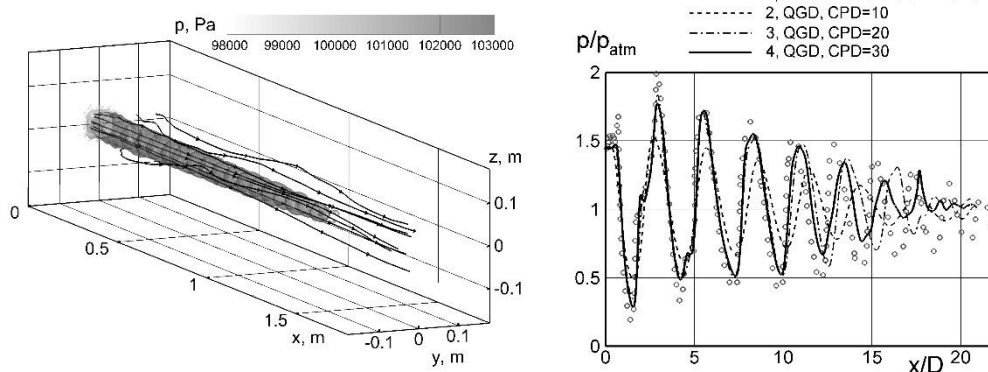 p, Pa
98000 99000 100000 101000 102000 103000
z, m
0.1
0
-0.1
0
0.5
1
1.5
x, m
-0.1 0 0.1
y, m
2, QGD, CPD=10
3, QGD, CPD=20
4, QGD, CPD=30
p/patm
2
1.5
1
0.5
0
0 5 10 15 20
x/D